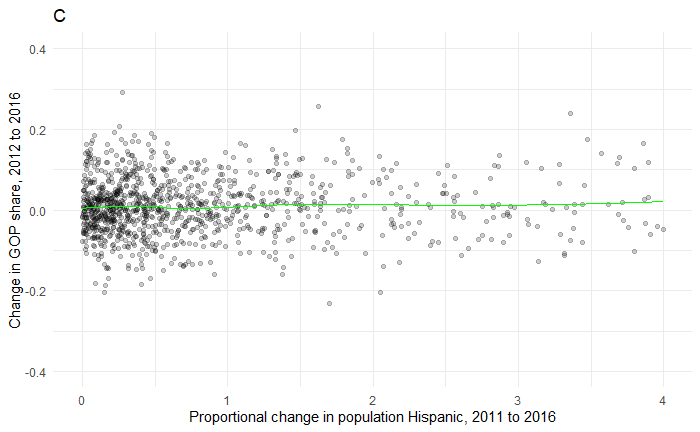 C
0.4
0.2
0.0
-0.2
-0.4
Change in GOP share, 2012 to 2016
0 1 2 3 4
Proportional change in population Hispanic, 2011 to 2016